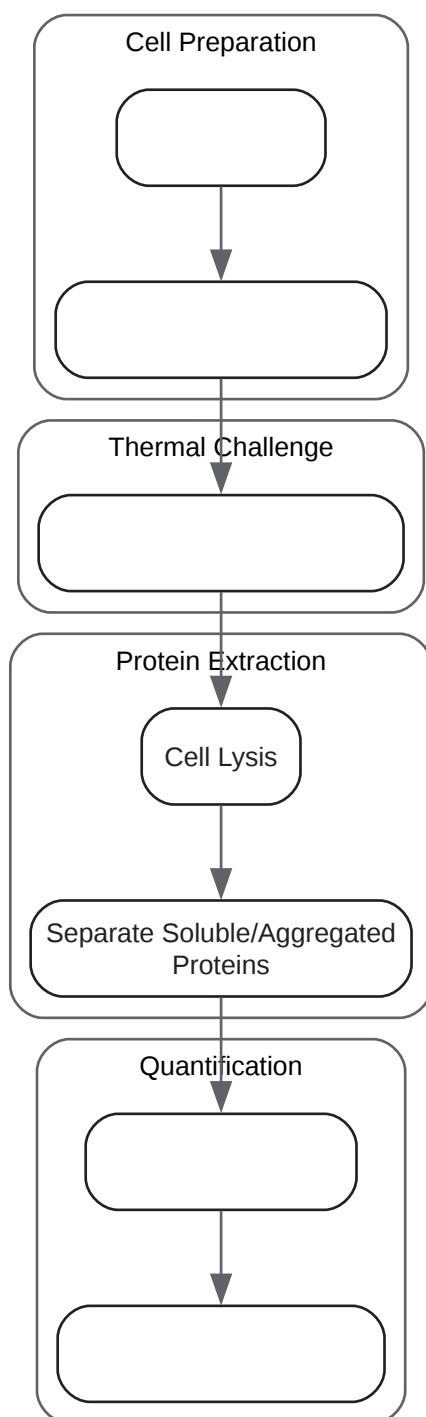 Cell Preparation
Thermal Challenge
Protein Extraction
Cell Lysis
Separate Soluble/Aggregated
Proteins
Quantification